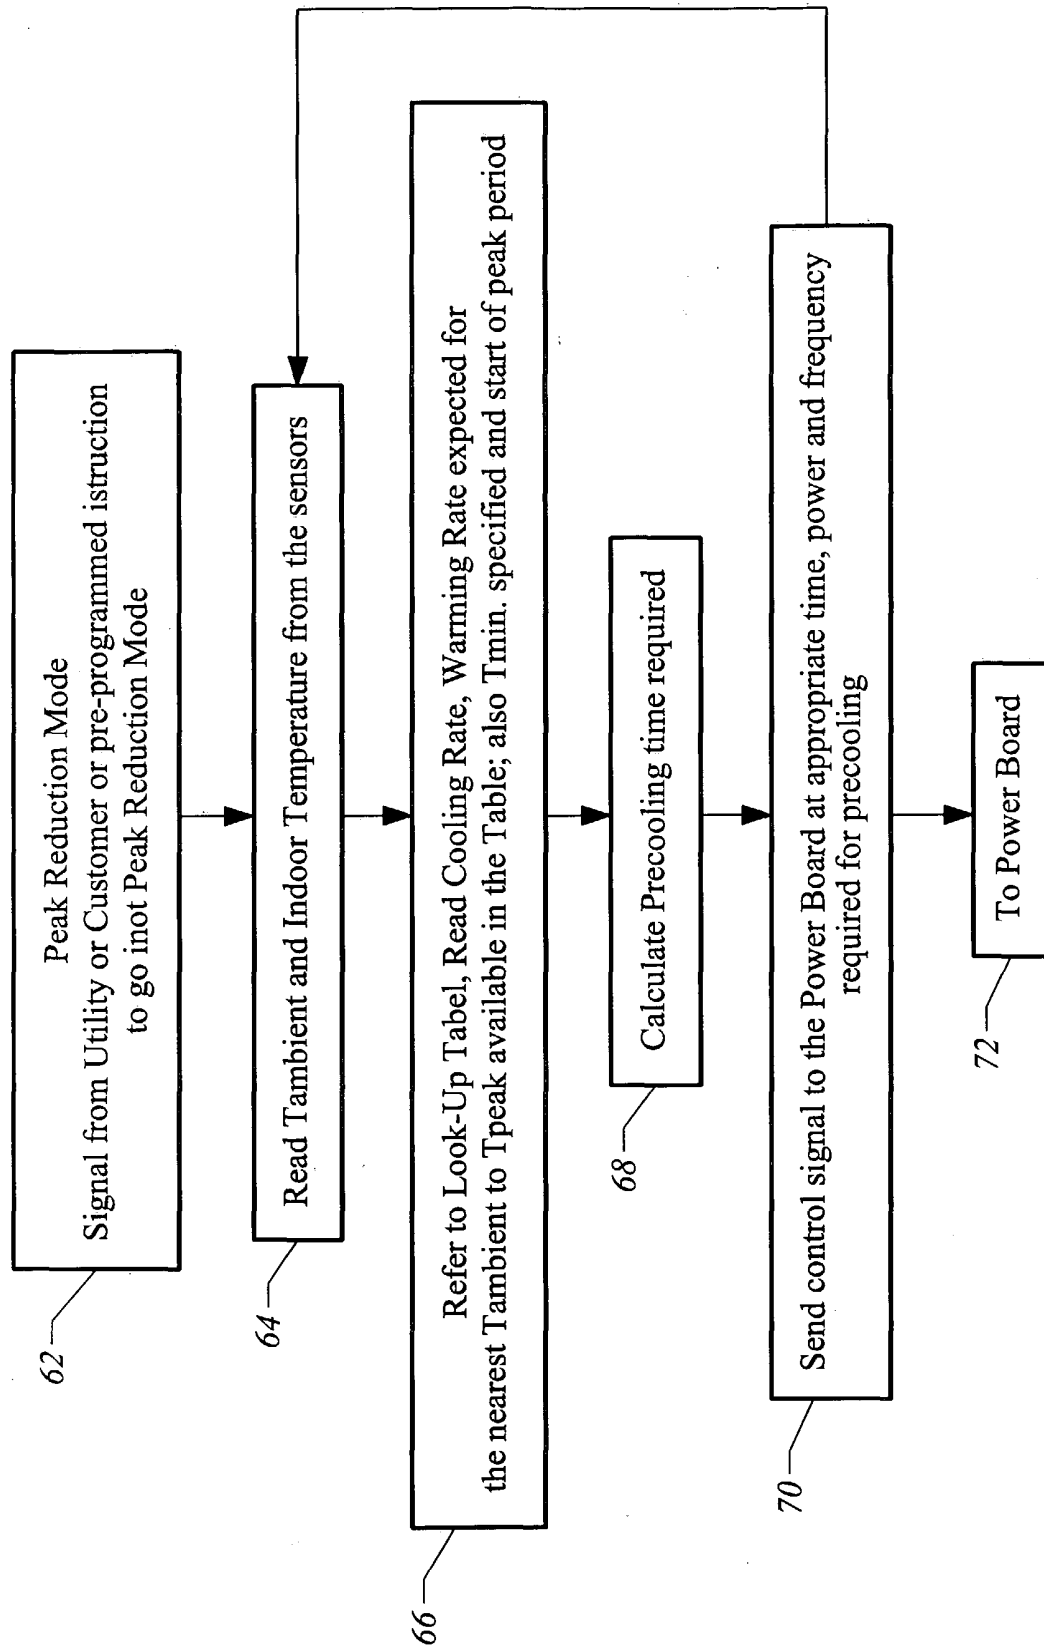 Peak Reduction Mode
Signal from Utility or Customer or pre-programmed istruction
to go inot Peak Reduction Mode
62
Read Tambient and Indoor Temperature from the sensors
64
Refer to Look-Up Tabel, Read Cooling Rate, Warming Rate expected for
the nearest Tambient to Tpeak available in the Table; also Tmin. specified and start of peak period
66
Calculate Precooling time required
68
Send control signal to the Power Board at appropriate time, power and frequency
required for precooling
70
To Power Board
72